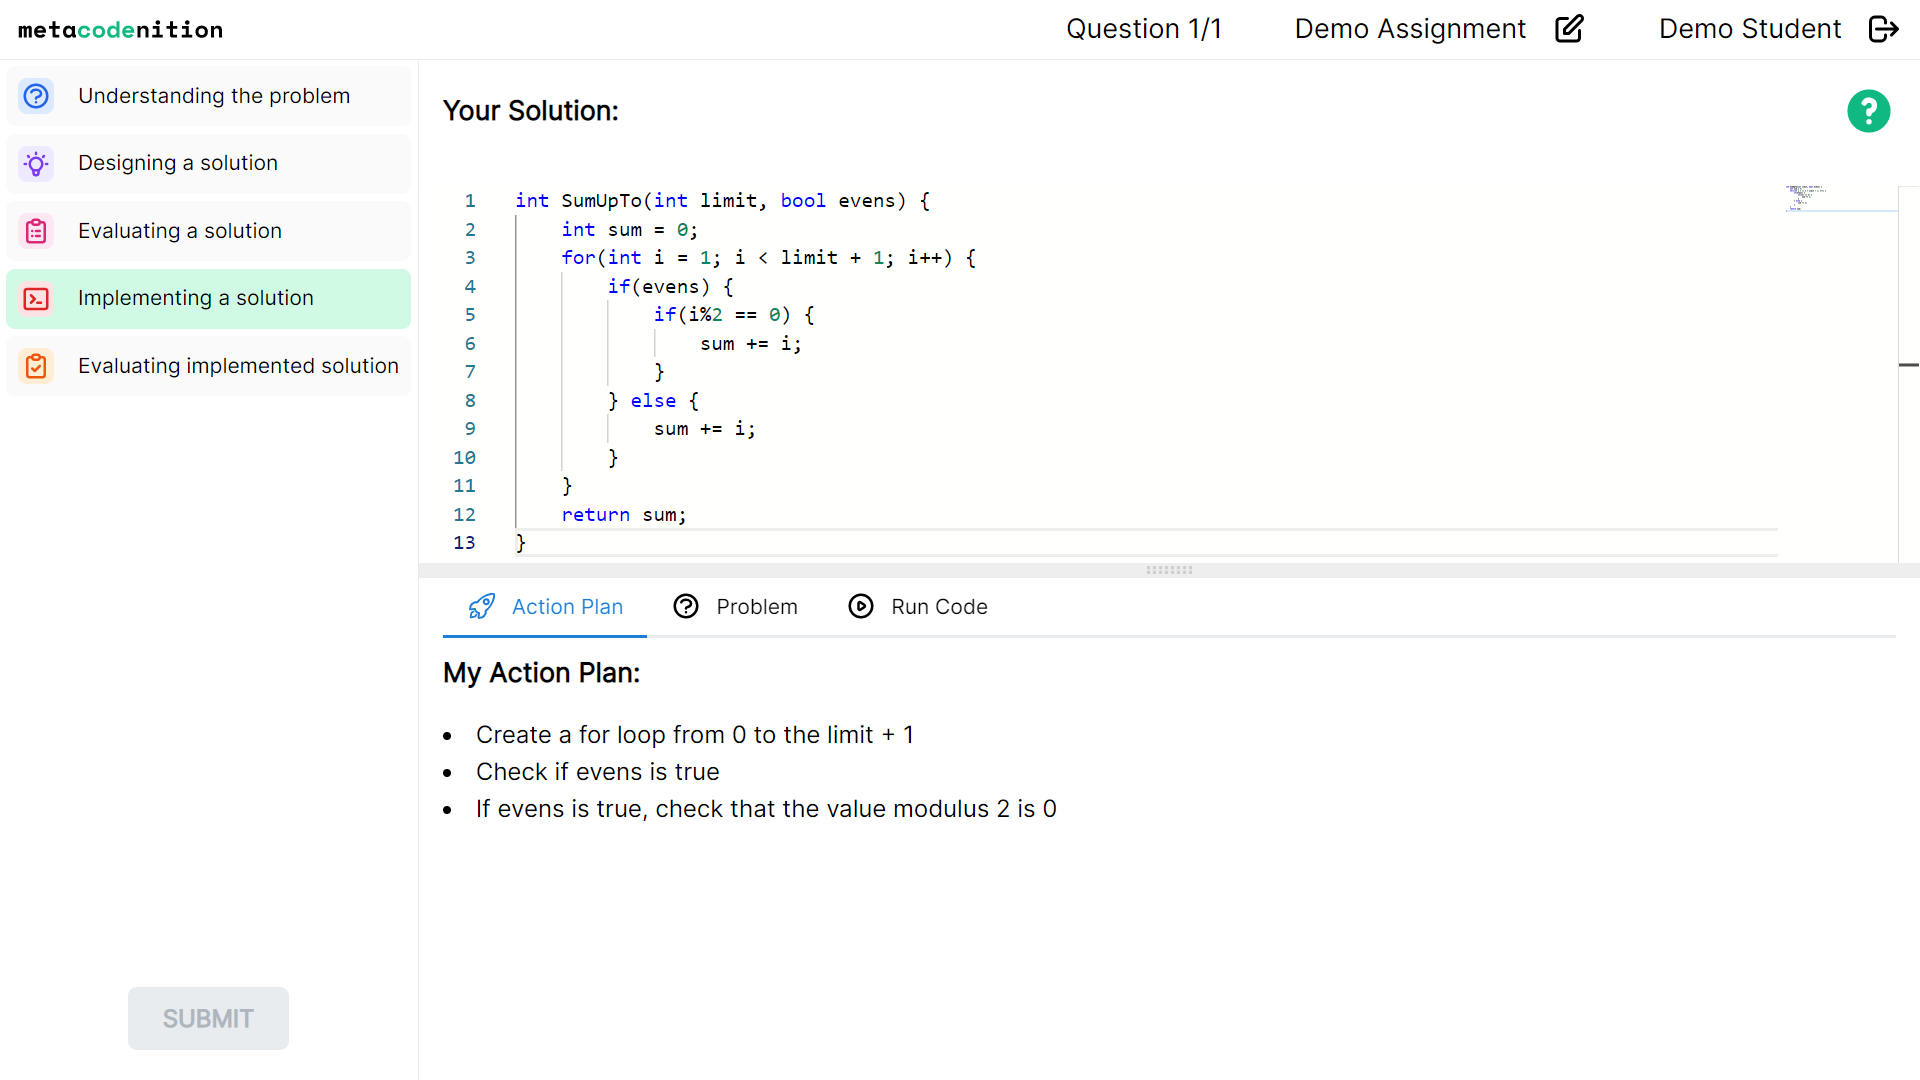 metacodenition
Question 1/1
Demo Assignment
Demo Student
Understanding the problem
Designing a solution
Evaluating a solution
Implementing a solution
Evaluating implemented solution
SUBMIT
Your Solution:
1 int SumUpTo(int limit, bool evens) {
2     int sum = 0;
3     for(int i = 1; i < limit + 1; i++) {
4         if(evens) {
5             if(i%2 == 0) {
6                 sum += i;
7             }
8         } else {
9             sum += i;
10         }
11     }
12     return sum;
13 }
Action Plan
Problem
Run Code
My Action Plan:
• Create a for loop from 0 to the limit + 1
• Check if evens is true
• If evens is true, check that the value modulus 2 is 0